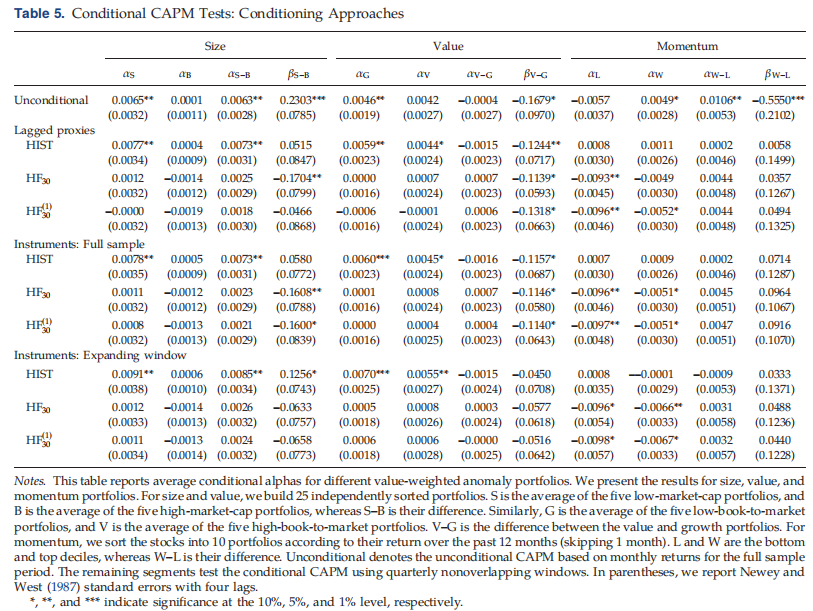 Table 5. Conditional CAPM Tests: Conditioning Approaches
Size Value Momentum
αS αB αS–B βS–B αG αV αV–G βV–G αL αW αW–L βW–L
Unconditional 0.0065** 0.0001 0.0063** 0.2303*** 0.0046** 0.0042 −0.0004 −0.1679* −0.0057 0.0049* 0.0106** −0.5550***
(0.0032) (0.0011) (0.0028) (0.0785) (0.0019) (0.0027) (0.0027) (0.0970) (0.0037) (0.0028) (0.0053) (0.2102)
Lagged proxies
HIST 0.0077** 0.0004 0.0073** 0.0515 0.0059** 0.0044* −0.0015 −0.1244** 0.0008 0.0011 0.0002 0.0058
(0.0034) (0.0009) (0.0031) (0.0847) (0.0023) (0.0024) (0.0023) (0.0717) (0.0030) (0.0026) (0.0046) (0.1499)
HF30 0.0012 −0.0014 0.0025 −0.1704** 0.0000 0.0007 0.0007 −0.1139* −0.0093** −0.0049 0.0044 0.0357
(0.0032) (0.0012) (0.0029) (0.0799) (0.0016) (0.0024) (0.0023) (0.0593) (0.0045) (0.0030) (0.0048) (0.1267)
HF30(1) −0.0000 −0.0019 0.0018 −0.0466 −0.0006 −0.0001 0.0006 −0.1318* −0.0096** −0.0052* 0.0044 0.0494
(0.0032) (0.0013) (0.0030) (0.0868) (0.0016) (0.0024) (0.0023) (0.0663) (0.0046) (0.0030) (0.0048) (0.1325)
Instruments: Full sample
HIST 0.0078** 0.0005 0.0073** 0.0580 0.0060*** 0.0045* −0.0016 −0.1157* 0.0007 0.0009 0.0002 0.0714
(0.0035) (0.0009) (0.0031) (0.0772) (0.0023) (0.0024) (0.0023) (0.0687) (0.0030) (0.0026) (0.0046) (0.1287)
HF30 0.0011 −0.0012 0.0023 −0.1608** 0.0001 0.0008 0.0007 −0.1146* −0.0096** −0.0051* 0.0045 0.0964
(0.0032) (0.0012) (0.0029) (0.0788) (0.0016) (0.0024) (0.0023) (0.0580) (0.0046) (0.0030) (0.0051) (0.1067)
HF30(1) 0.0008 −0.0013 0.0021 −0.1600* 0.0000 0.0004 0.0004 −0.1140* −0.0097** −0.0051* 0.0047 0.0916
(0.0032) (0.0013) (0.0029) (0.0839) (0.0016) (0.0025) (0.0023) (0.0643) (0.0048) (0.0030) (0.0051) (0.1070)
Instruments: Expanding window
HIST 0.0091** 0.0006 0.0085** 0.1256* 0.0070*** 0.0055** −0.0015 −0.0450 0.0008 −−0.0001 −0.0009 0.0333
(0.0038) (0.0010) (0.0034) (0.0743) (0.0025) (0.0027) (0.0024) (0.0708) (0.0035) (0.0029) (0.0053) (0.1371)
HF30 0.0012 −0.0014 0.0026 −0.0633 0.0005 0.0008 0.0003 −0.0577 −0.0096* −0.0066** 0.0031 0.0488
(0.0033) (0.0013) (0.0032) (0.0757) (0.0018) (0.0026) (0.0024) (0.0618) (0.0054) (0.0033) (0.0058) (0.1236)
HF30(1) 0.0011 −0.0013 0.0024 −0.0658 0.0006 0.0006 −0.0000 −0.0516 −0.0098* −0.0067* 0.0032 0.0440
(0.0034) (0.0014) (0.0032) (0.0773) (0.0018) (0.0028) (0.0025) (0.0642) (0.0057) (0.0033) (0.0057) (0.1228)
Notes. This table reports average conditional alphas for different value-weighted anomaly portfolios. We present the results for size, value, and
momentum portfolios. For size and value, we build 25 independently sorted portfolios. S is the average of the five low-market-cap portfolios, and
B is the average of the five high-market-cap portfolios, whereas S–B is their difference. Similarly, G is the average of the five low-book-to-market
portfolios, and V is the average of the five high-book-to-market portfolios. V–G is the difference between the value and growth portfolios. For
momentum, we sort the stocks into 10 portfolios according to their return over the past 12 months (skipping 1 month). L and W are the bottom
and top deciles, whereas W–L is their difference. Unconditional denotes the unconditional CAPM based on monthly returns for the full sample
period. The remaining segments test the conditional CAPM using quarterly nonoverlapping windows. In parentheses, we report Newey and
West (1987) standard errors with four lags.
*, **, and *** indicate significance at the 10%, 5%, and 1% level, respectively.